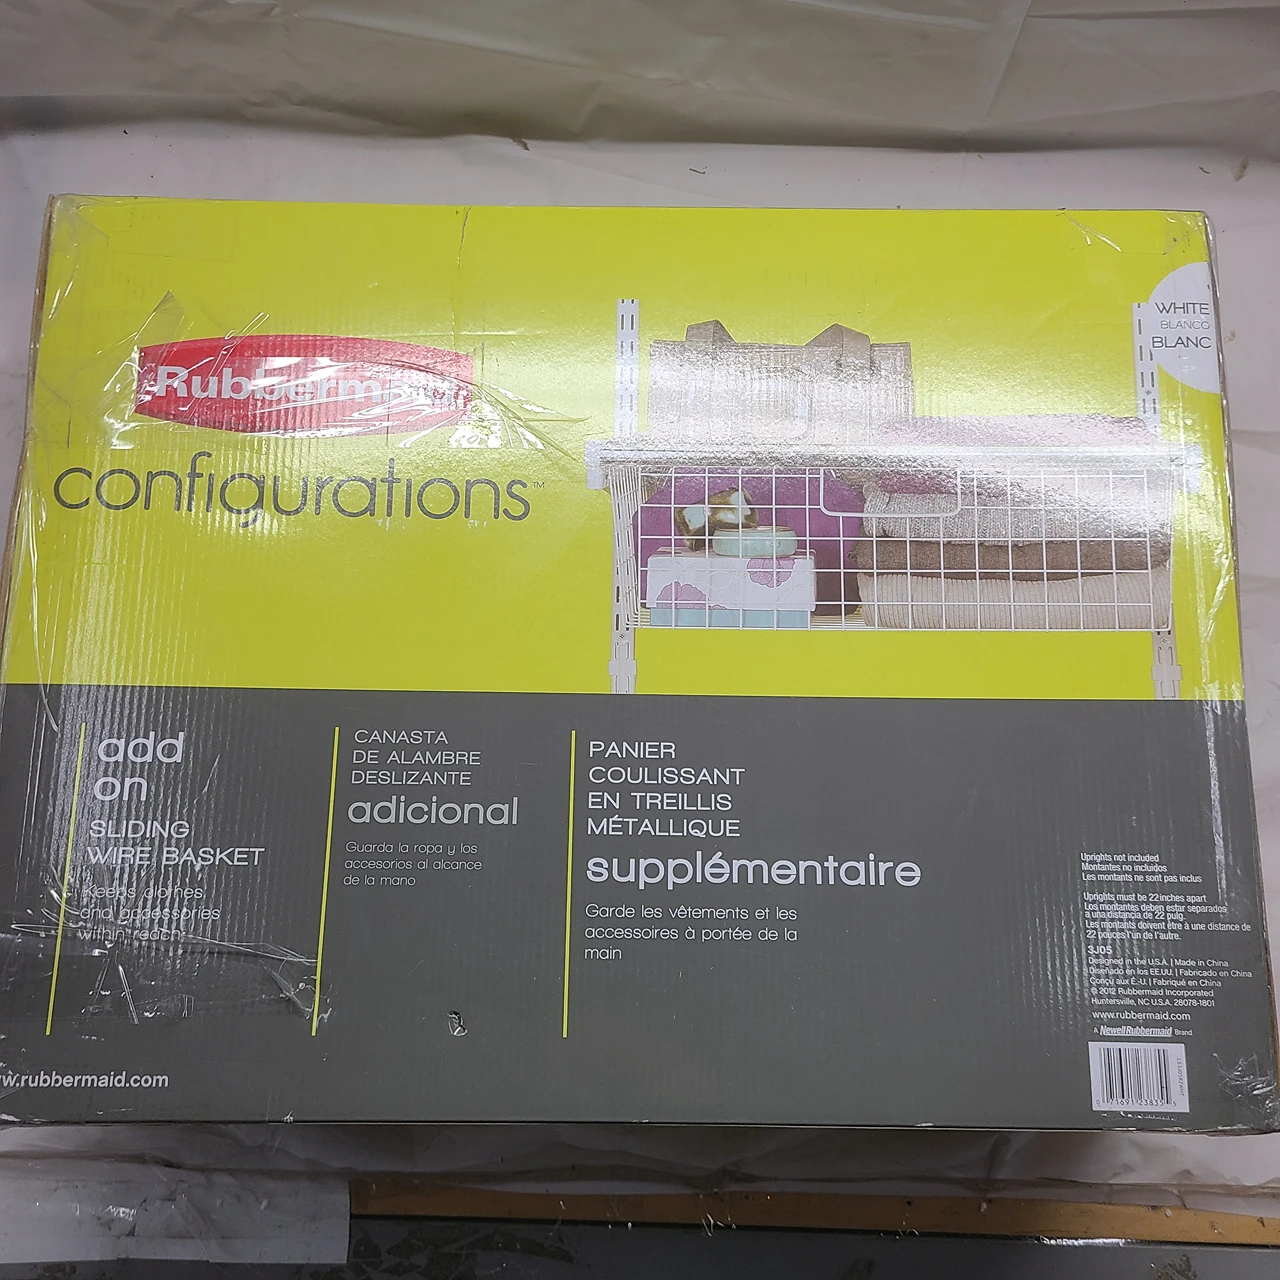 WHITE
BLANCO
BLANC
Rubbermaid
configurations™
add
on
SLIDING
WIRE BASKET
Keeps clothes
and accessories
within reach
CANASTA
DE ALAMBRE
DESLIZANTE
adicional
Guarda la ropa y los
accesorios al alcance
de la mano
PANIER
COULISSANT
EN TREILLIS
MÉTALLIQUE
supplémentaire
Garde les vêtements et les
accessoires à portée de la
main
Uprights not included
Montantes no incluidos
Les montants ne sont pas inclus
Uprights must be 22 inches apart
Los montantes deben estar separados
a una distancia de 22 pulg.
Les montants doivent être à une distance de
22 pouces l'un de l'autre.
3J05
Designed in the U.S.A. | Made in China
Diseñado en los EE.UU. | Fabricado en China
Conçu aux É.-U. | Fabriqué en China
© 2012 Rubbermaid Incorporated
Huntersville, NC U.S.A. 28078-1801
www.rubbermaid.com
A NewellRubbermaid Brand
0 71691 53835 5
w.rubbermaid.com